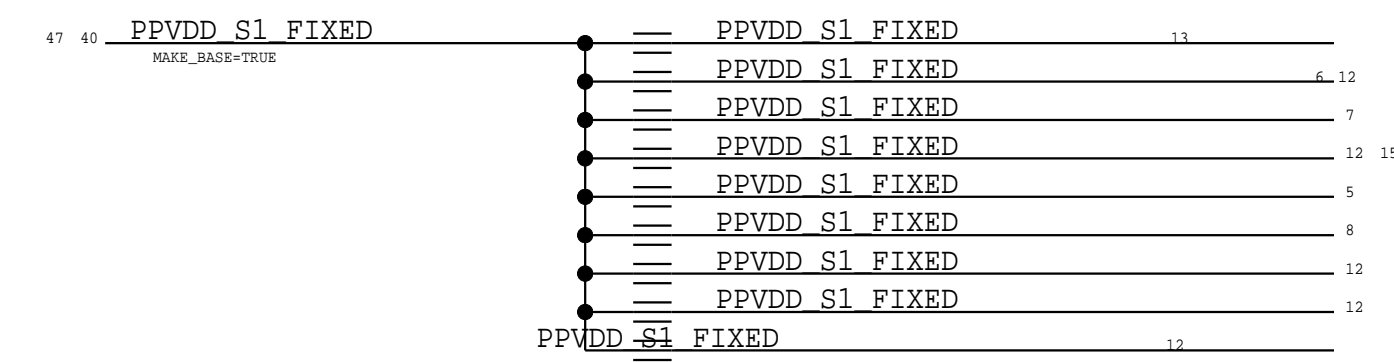 47 40 PPVDD_S1_FIXED PPVDD_S1_FIXED 13
MAKE_BASE=TRUE
PPVDD_S1_FIXED 6 12
PPVDD_S1_FIXED 7
PPVDD_S1_FIXED 12 15
PPVDD_S1_FIXED 5
PPVDD_S1_FIXED 8
PPVDD_S1_FIXED 12
PPVDD_S1_FIXED 12
PPVDD_S1_FIXED 12